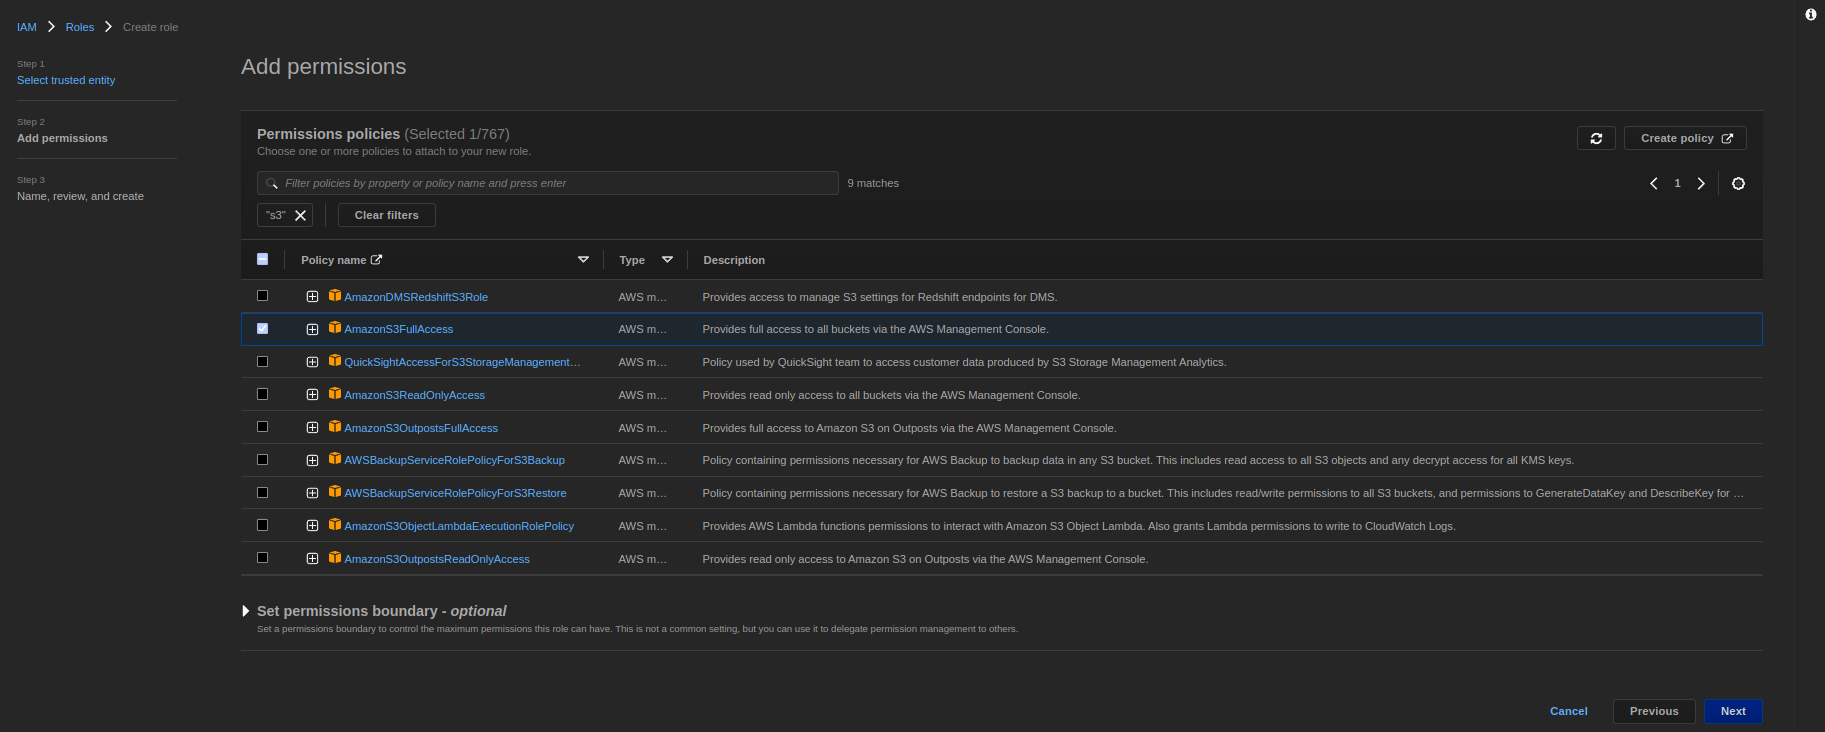 IAM > Roles > Create role
Step 1
Select trusted entity
Step 2
Add permissions
Step 3
Name, review, and create
Add permissions
Permissions policies (Selected 1/767)
Choose one or more policies to attach to your new role.
Create policy
Filter policies by property or policy name and press enter
9 matches
1
"s3"
Clear filters
Policy name Type Description
AmazonDMSRedshiftS3Role AWS m… Provides access to manage S3 settings for Redshift endpoints for DMS.
AmazonS3FullAccess AWS m… Provides full access to all buckets via the AWS Management Console.
QuickSightAccessForS3StorageManagement… AWS m… Policy used by QuickSight team to access customer data produced by S3 Storage Management Analytics.
AmazonS3ReadOnlyAccess AWS m… Provides read only access to all buckets via the AWS Management Console.
AmazonS3OutpostsFullAccess AWS m… Provides full access to Amazon S3 on Outposts via the AWS Management Console.
AWSBackupServiceRolePolicyForS3Backup AWS m… Policy containing permissions necessary for AWS Backup to backup data in any S3 bucket. This includes read access to all S3 objects and any decrypt access for all KMS keys.
AWSBackupServiceRolePolicyForS3Restore AWS m… Policy containing permissions necessary for AWS Backup to restore a S3 backup to a bucket. This includes read/write permissions to all S3 buckets, and permissions to GenerateDataKey and DescribeKey for …
AmazonS3ObjectLambdaExecutionRolePolicy AWS m… Provides AWS Lambda functions permissions to interact with Amazon S3 Object Lambda. Also grants Lambda permissions to write to CloudWatch Logs.
AmazonS3OutpostsReadOnlyAccess AWS m… Provides read only access to Amazon S3 on Outposts via the AWS Management Console.
Set permissions boundary - optional
Set a permissions boundary to control the maximum permissions this role can have. This is not a common setting, but you can use it to delegate permission management to others.
Cancel
Previous
Next